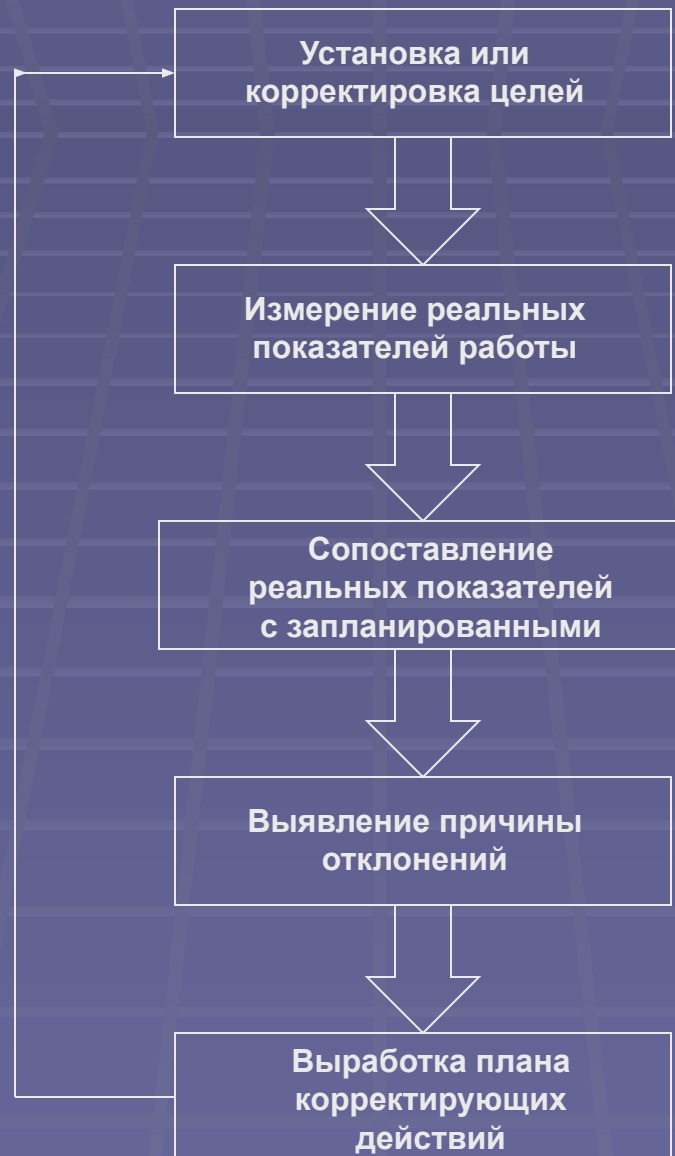 Установка или
корректировка целей
Измерение реальных
показателей работы
Сопоставление
реальных показателей
с запланированными
Выявление причины
отклонений
Выработка плана
корректирующих
действий